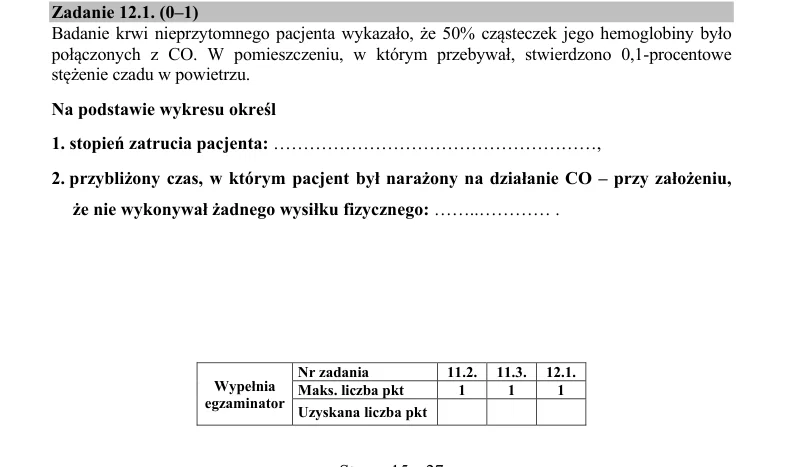 Zadanie 12.1. (0–1)
Badanie krwi nieprzytomnego pacjenta wykazało, że 50% cząsteczek jego hemoglobiny było
połączonych z CO. W pomieszczeniu, w którym przebywał, stwierdzono 0,1-procentowe
stężenie czadu w powietrzu.
Na podstawie wykresu określ
1. stopień zatrucia pacjenta: ………………………………………………,
2. przybliżony czas, w którym pacjent był narażony na działanie CO – przy założeniu,
że nie wykonywał żadnego wysiłku fizycznego: ……..………… .
Wypełnia egzaminator
Nr zadania 11.2. 11.3. 12.1.
Maks. liczba pkt 1 1 1
Uzyskana liczba pkt